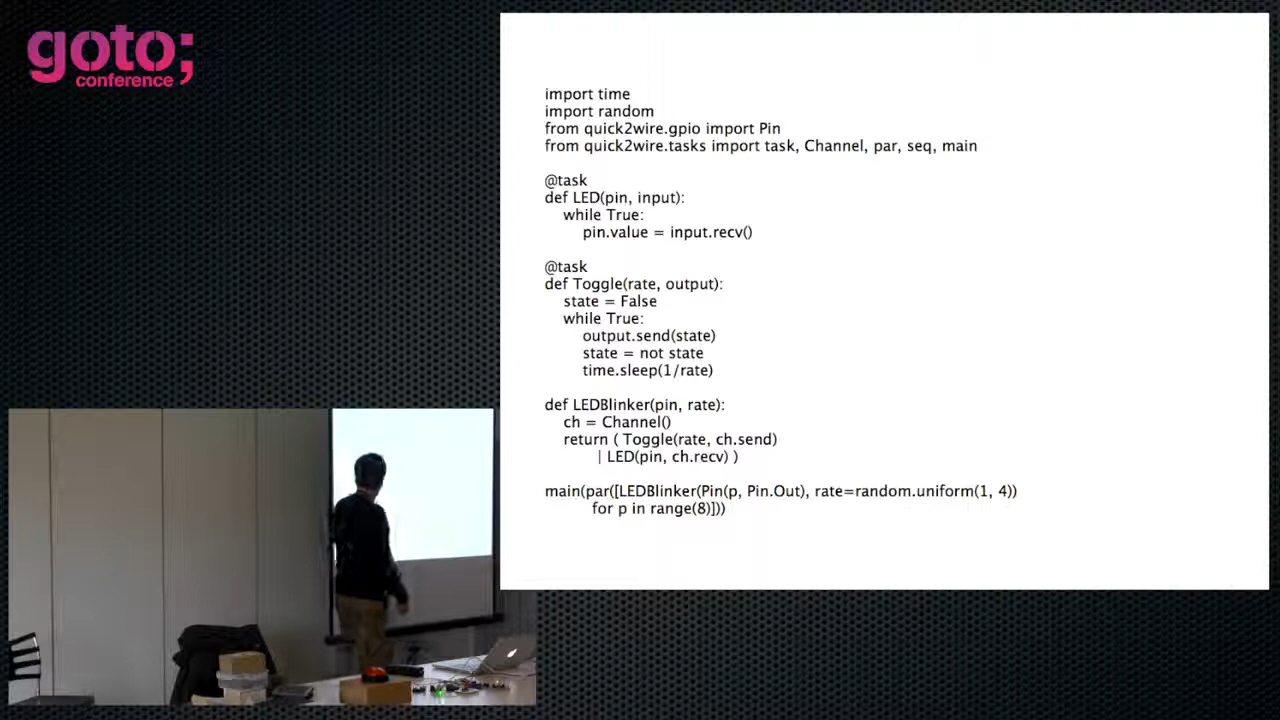 goto;
conference
import time
import random
from quick2wire.gpio import Pin
from quick2wire.tasks import task, Channel, par, seq, main
@task
def LED(pin, input):
while True:
pin.value = input.recv()
@task
def Toggle(rate, output):
state = False
while True:
output.send(state)
state = not state
time.sleep(1/rate)
def LEDBlinker(pin, rate):
ch = Channel()
return ( Toggle(rate, ch.send)
| LED(pin, ch.recv) )
main(par([LEDBlinker(Pin(p, Pin.Out), rate=random.uniform(1, 4))
for p in range(8)]))